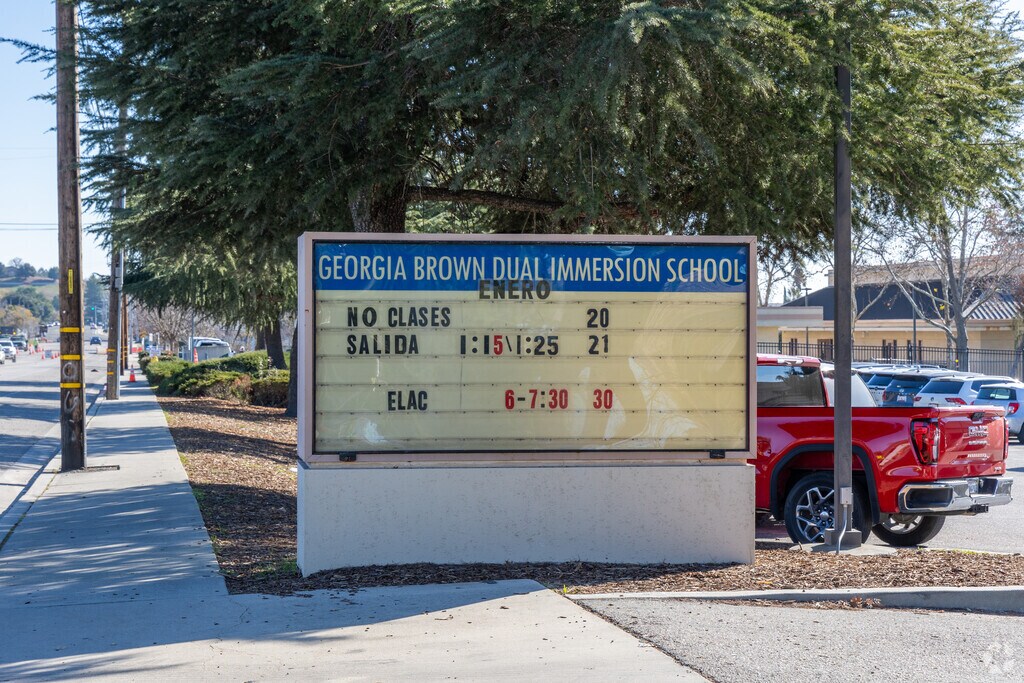 GEORGIA BROWN DUAL IMMERSION SCHOOL
ENERO
NO CLASES 20
SALIDA 1:15\1:25 21
ELAC 6-7:30 30